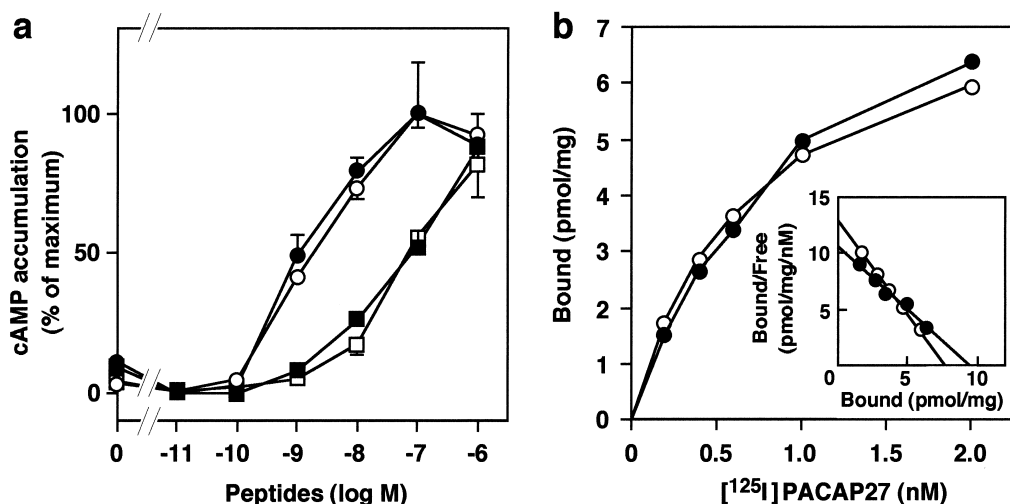 a
cAMP accumulation
(% of maximum)
100
50
0
0 -11 -10 -9 -8 -7 -6
Peptides (log M)
b
Bound (pmol/mg)
7
6
5
4
3
2
1
0
0 0.5 1.0 1.5 2.0
[¹²⁵I]PACAP27 (nM)
Bound/Free
(pmol/mg/nM)
15
10
5
0 5 10
Bound (pmol/mg)